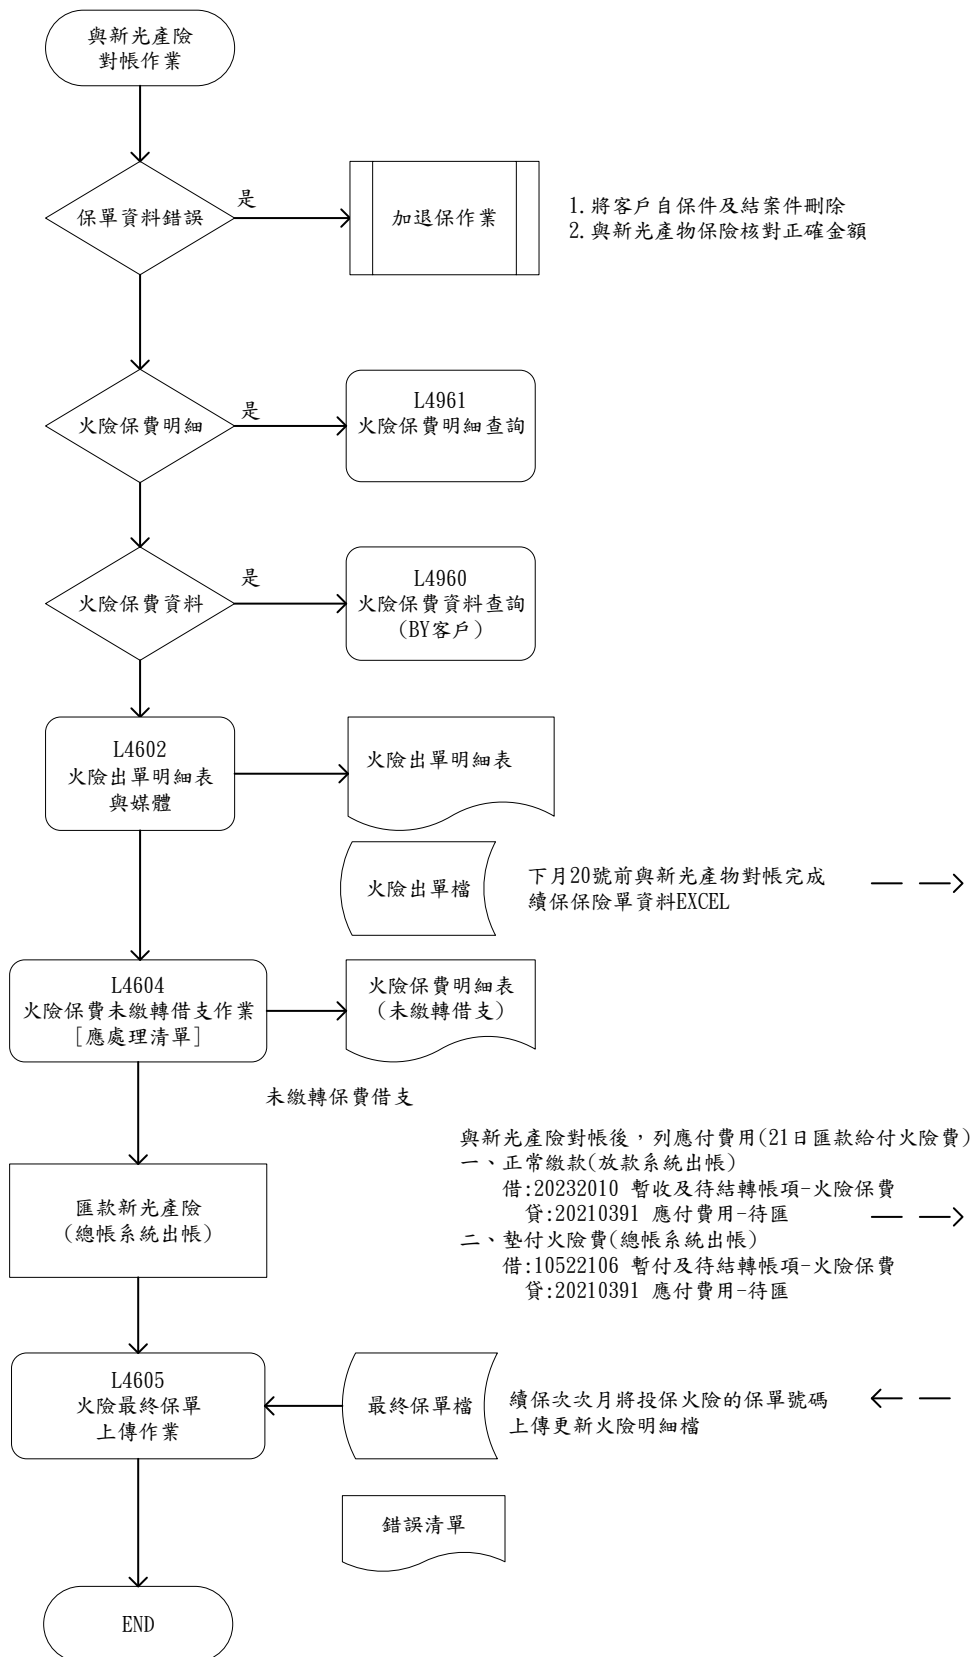 與新光產險
對帳作業
保單資料錯誤
是
加退保作業
1.將客戶自保件及結案件刪除
2.與新光產物保險核對正確金額
火險保費明細
是
L4961
火險保費明細查詢
火險保費資料
是
L4960
火險保費資料查詢
(BY客戶)
L4602
火險出單明細表
與媒體
火險出單明細表
火險出單檔
下月20號前與新光產物對帳完成
續保保險單資料EXCEL
L4604
火險保費未繳轉借支作業
[應處理清單]
火險保費明細表
(未繳轉借支)
未繳轉保費借支
與新光產險對帳後，列應付費用(21日匯款給付火險費)
一、正常繳款(放款系統出帳)
借:20232010 暫收及待結轉帳項-火險保費
貸:20210391 應付費用-待匯
二、墊付火險費(總帳系統出帳)
借:10522106 暫付及待結轉帳項-火險保費
貸:20210391 應付費用-待匯
匯款新光產險
(總帳系統出帳)
L4605
火險最終保單
上傳作業
最終保單檔
續保次次月將投保火險的保單號碼
上傳更新火險明細檔
錯誤清單
END